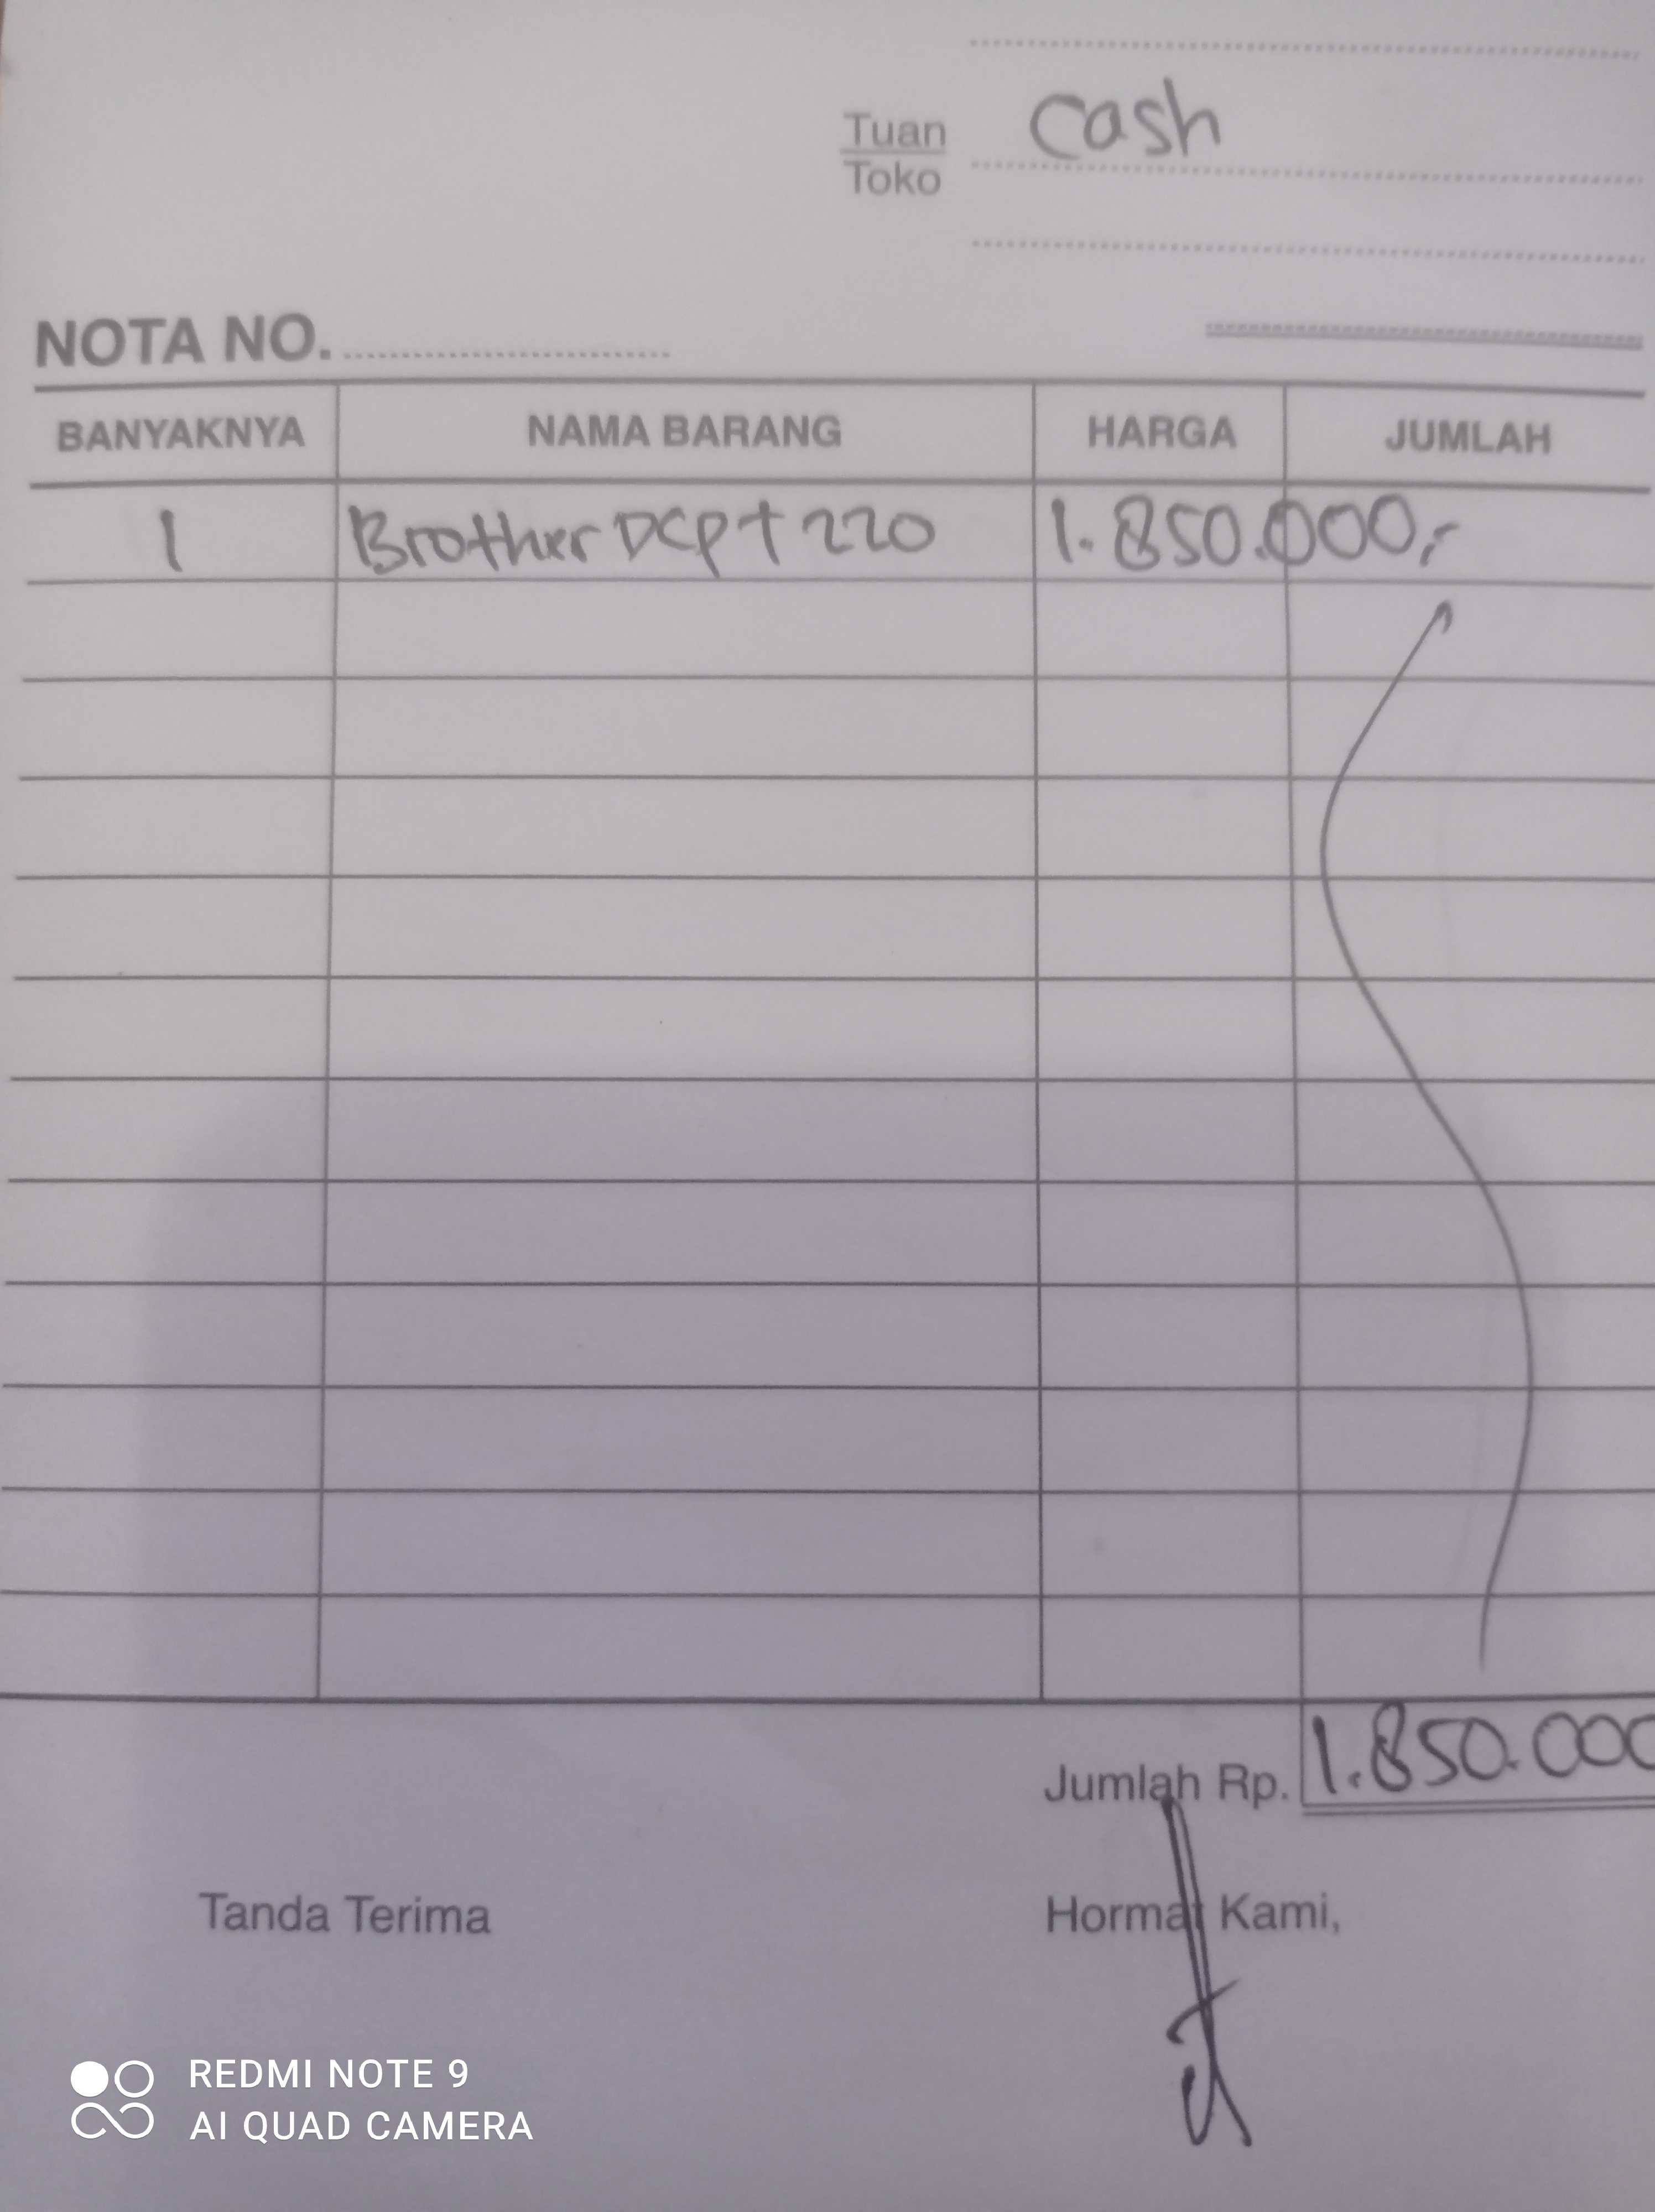 Tuan cash
Toko
NOTA NO.
BANYAKNYA NAMA BARANG HARGA JUMLAH
1 Brother DCP T 220 1.850.000,-
Jumlah Rp. 1.850.000
Tanda Terima Hormat Kami,
REDMI NOTE 9
AI QUAD CAMERA